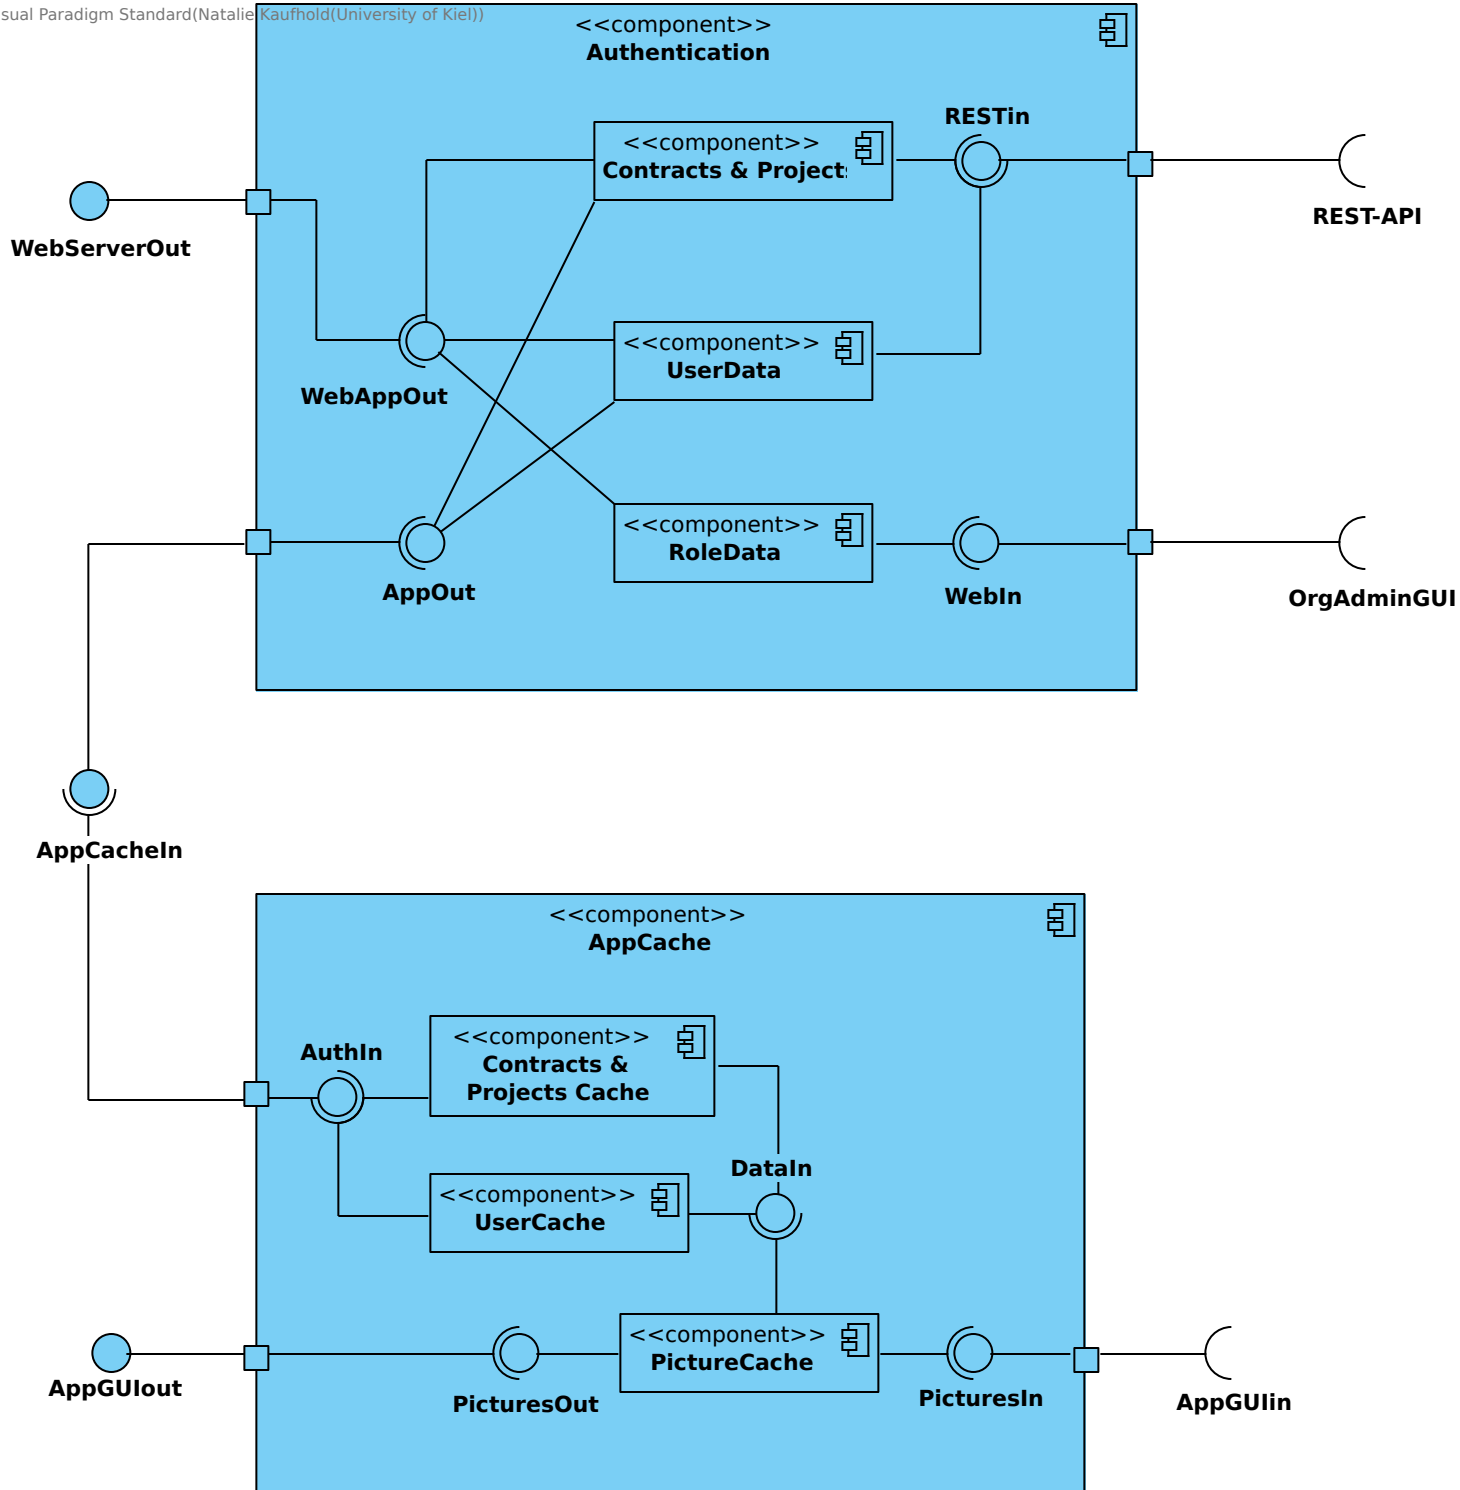 sual Paradigm Standard(Natalie Kaufhold(University of Kiel))
<<component>>
Authentication
RESTin
<<component>>
Contracts & Projects
REST-API
WebServerOut
<<component>>
UserData
WebAppOut
<<component>>
RoleData
AppOut
WebIn
OrgAdminGUI
AppCacheIn
<<component>>
AppCache
AuthIn
<<component>>
Contracts &
Projects Cache
DataIn
<<component>>
UserCache
<<component>>
PictureCache
AppGUIout
PicturesOut
PicturesIn
AppGUIin